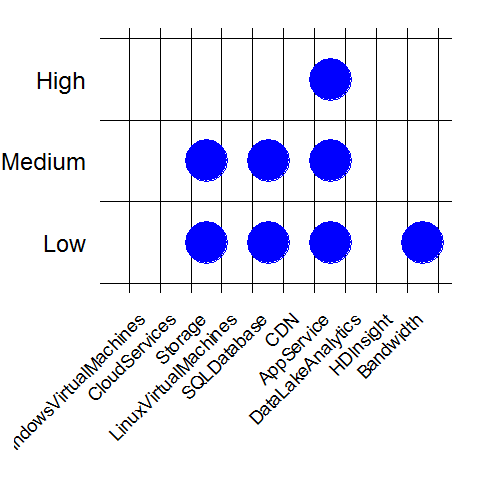 High
Medium
Low
ndowsVirtualMachines
CloudServices
Storage
LinuxVirtualMachines
SQLDatabase
CDN
AppService
DataLakeAnalytics
HDInsight
Bandwidth